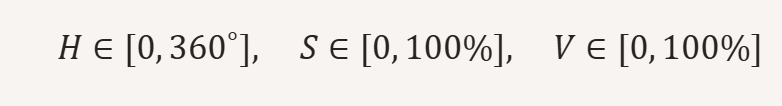 H ∈ [0, 360°], S ∈ [0, 100%], V ∈ [0, 100%]